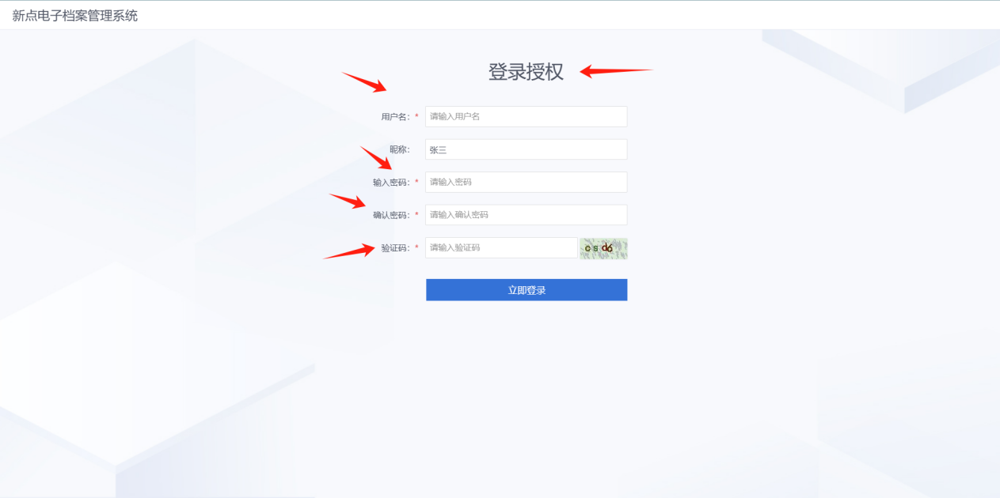 新点电子档案管理系统
登录授权
用户名: * 请输入用户名
昵称: 张三
输入密码: * 请输入密码
确认密码: * 请输入确认密码
验证码: * 请输入验证码 csd6
立即登录